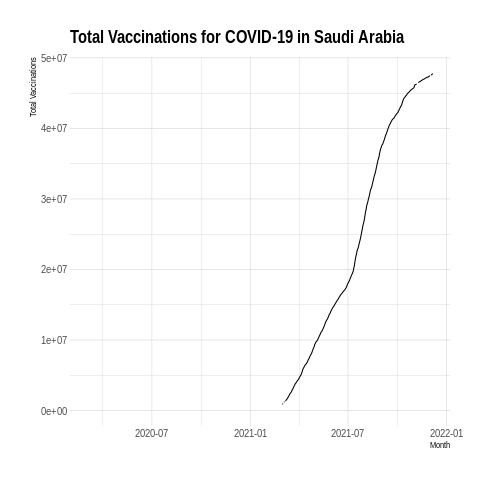 Total Vaccinations for COVID-19 in Saudi Arabia
Total Vaccinations
5e+07
4e+07
3e+07
2e+07
1e+07
0e+00
2020-07 2021-01 2021-07 2022-01
Month